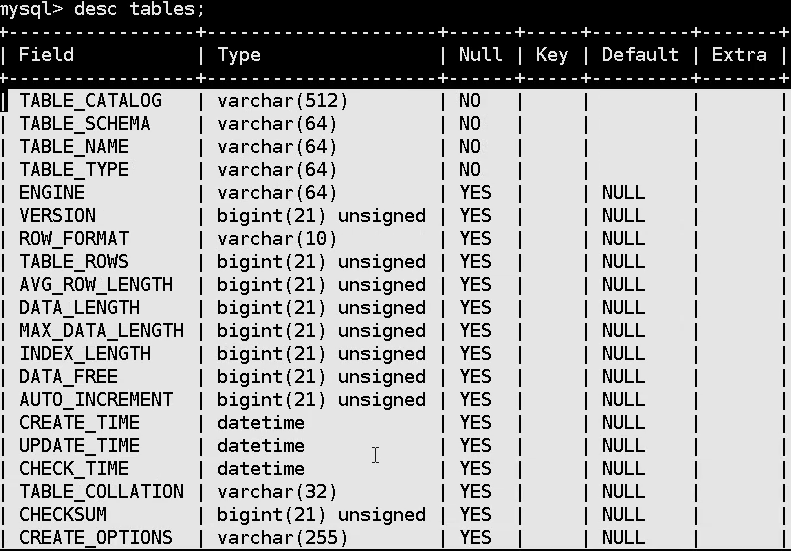 mysql> desc tables;
+-----------------+---------------------+------+-----+---------+-------+
| Field           | Type                | Null | Key | Default | Extra |
+-----------------+---------------------+------+-----+---------+-------+
| TABLE_CATALOG   | varchar(512)        | NO   |     |         |       |
| TABLE_SCHEMA    | varchar(64)         | NO   |     |         |       |
| TABLE_NAME      | varchar(64)         | NO   |     |         |       |
| TABLE_TYPE      | varchar(64)         | NO   |     |         |       |
| ENGINE          | varchar(64)         | YES  |     | NULL    |       |
| VERSION         | bigint(21) unsigned | YES  |     | NULL    |       |
| ROW_FORMAT      | varchar(10)         | YES  |     | NULL    |       |
| TABLE_ROWS      | bigint(21) unsigned | YES  |     | NULL    |       |
| AVG_ROW_LENGTH  | bigint(21) unsigned | YES  |     | NULL    |       |
| DATA_LENGTH     | bigint(21) unsigned | YES  |     | NULL    |       |
| MAX_DATA_LENGTH | bigint(21) unsigned | YES  |     | NULL    |       |
| INDEX_LENGTH    | bigint(21) unsigned | YES  |     | NULL    |       |
| DATA_FREE       | bigint(21) unsigned | YES  |     | NULL    |       |
| AUTO_INCREMENT  | bigint(21) unsigned | YES  |     | NULL    |       |
| CREATE_TIME     | datetime            | YES  |     | NULL    |       |
| UPDATE_TIME     | datetime            | YES  |     | NULL    |       |
| CHECK_TIME      | datetime            | YES  |     | NULL    |       |
| TABLE_COLLATION | varchar(32)         | YES  |     | NULL    |       |
| CHECKSUM        | bigint(21) unsigned | YES  |     | NULL    |       |
| CREATE_OPTIONS  | varchar(255)        | YES  |     | NULL    |       |